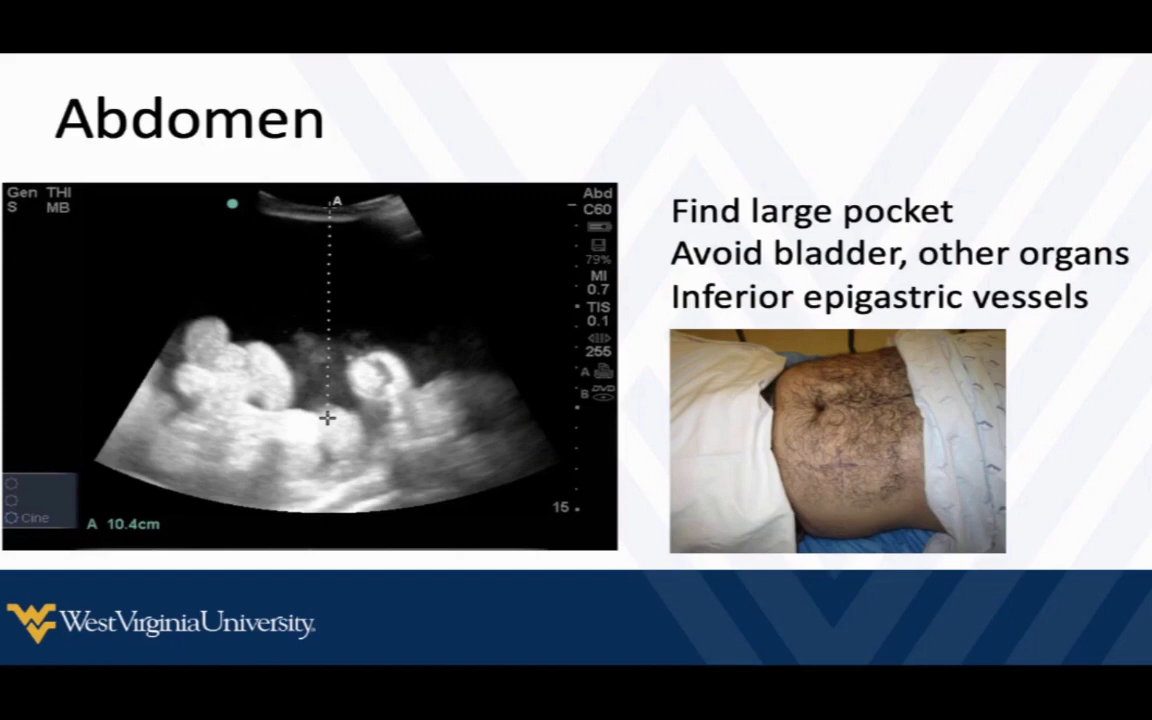 Abdomen
Gen THI
S MB
A
Abd
C60
79%
MI
0.7
TIS
0.1
255
A
B DVD
Cine
15
A 10.4cm
Find large pocket
Avoid bladder, other organs
Inferior epigastric vessels
WestVirginiaUniversity.